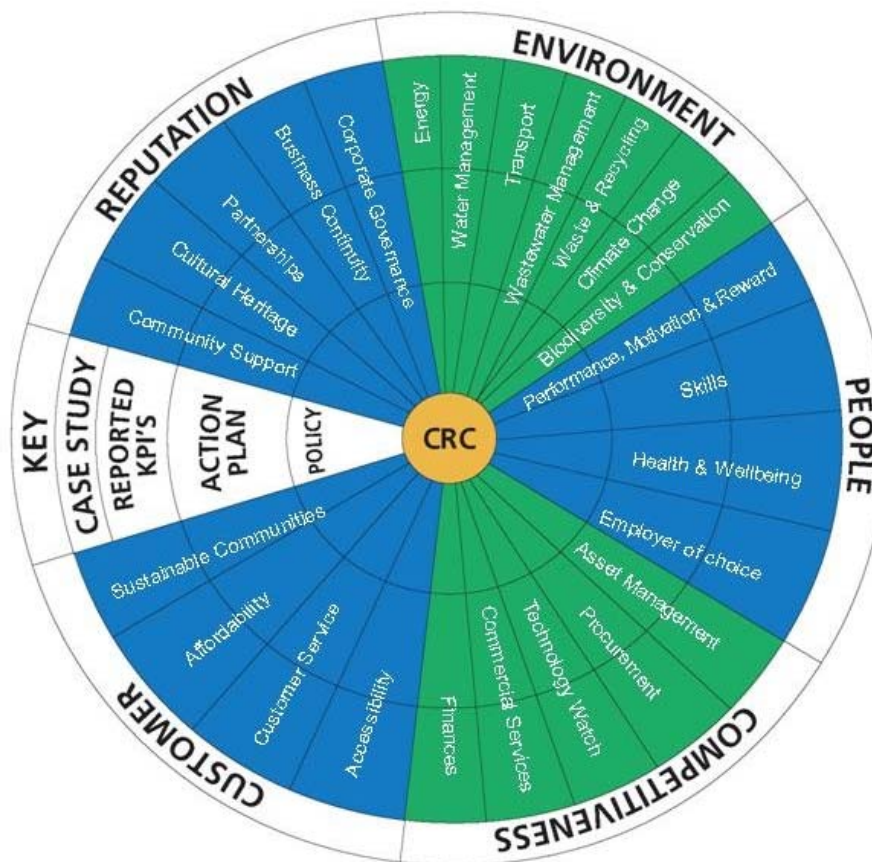 ENVIRONMENT
Energy
Water Management
Transport
Wastewater Management
Waste & Recycling
Climate Change
Biodiversity & Conservation
PEOPLE
Performance, Motivation & Reward
Skills
Health & Wellbeing
Employer of choice
COMPETITIVENESS
Asset Management
Procurement
Technology Watch
Commercial Services
Finances
CUSTOMER
Accessibility
Customer Service
Affordability
Sustainable Communities
KEY
CASE STUDY
REPORTED
KPI'S
ACTION
PLAN
POLICY
CRC
REPUTATION
Community Support
Cultural Heritage
Partnerships
Business Continuity
Corporate Governance